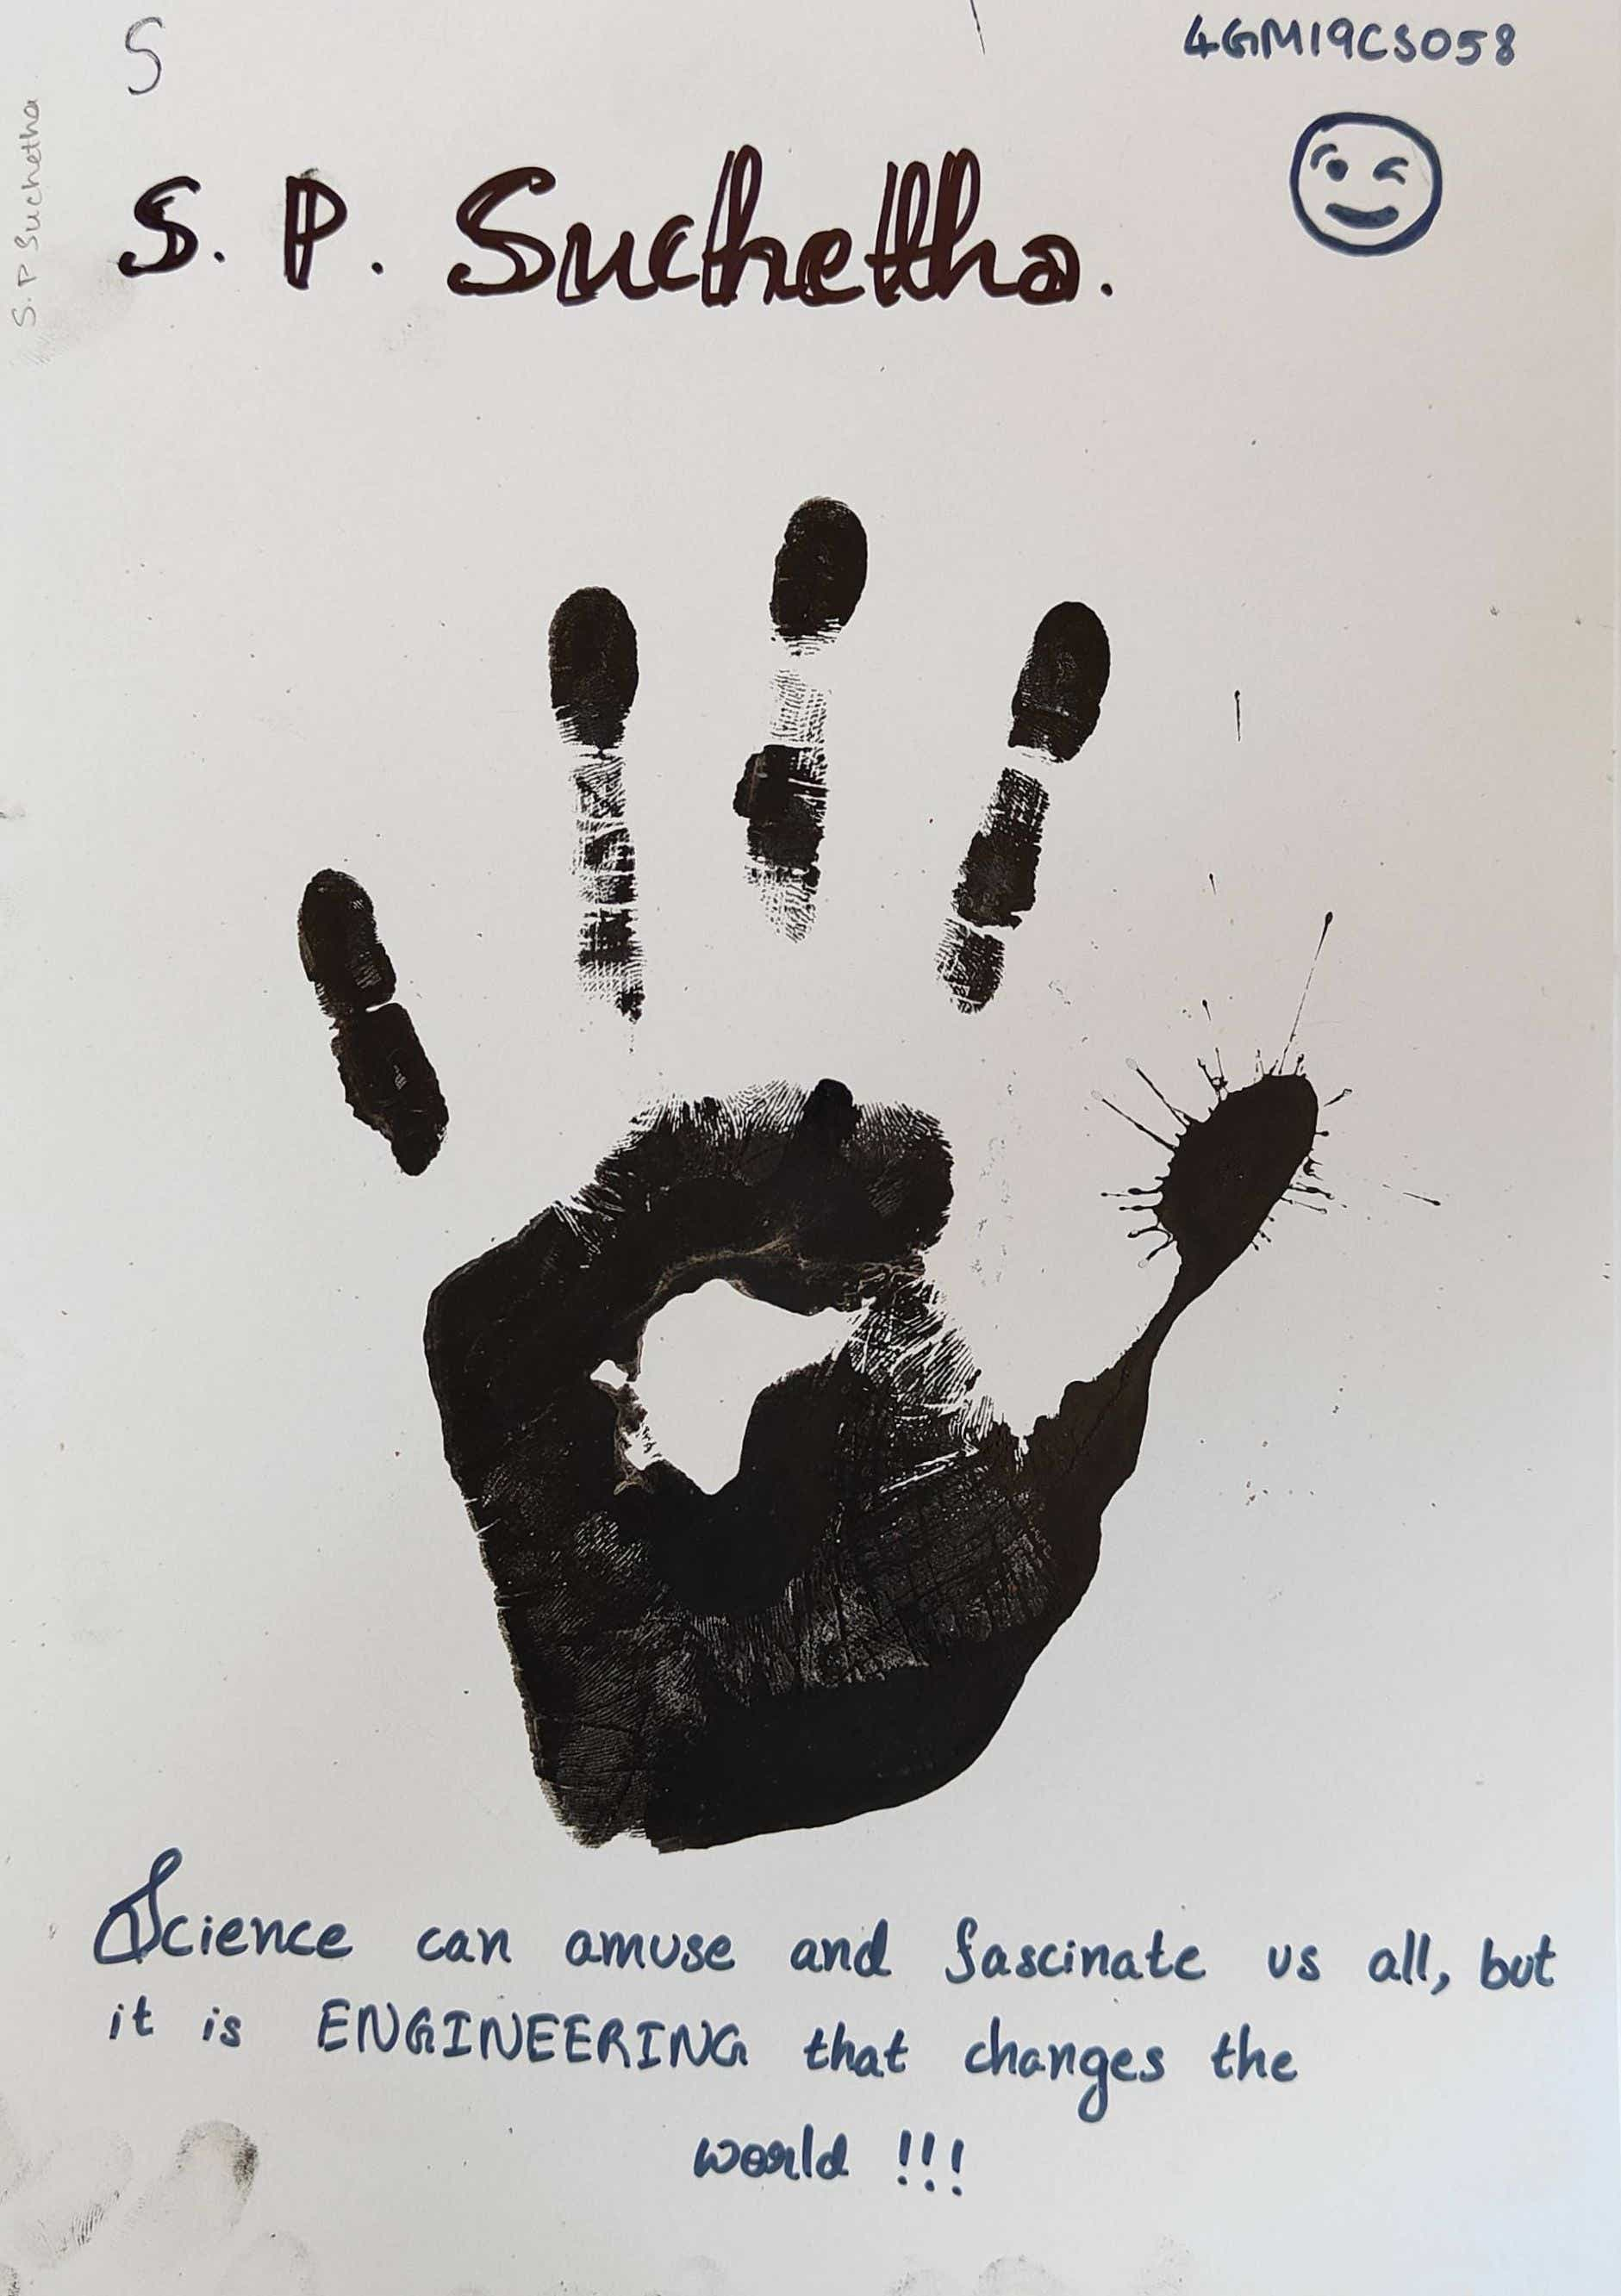 S
4GM19CS058
S. P Suchetha
S. P. Suchetha.
Science can amuse and fascinate us all, but
it is ENGINEERING that changes the
world !!!